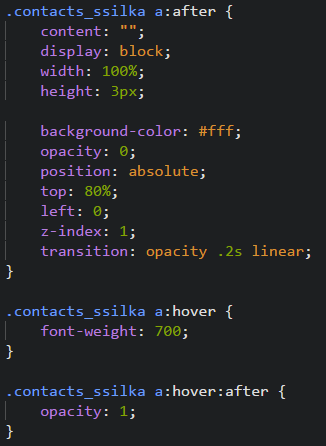 .contacts_ssilka a:after {
    content: "";
    display: block;
    width: 100%;
    height: 3px;

    background-color: #fff;
    opacity: 0;
    position: absolute;
    top: 80%;
    left: 0;
    z-index: 1;
    transition: opacity .2s linear;
}

.contacts_ssilka a:hover {
    font-weight: 700;
}

.contacts_ssilka a:hover:after {
    opacity: 1;
}